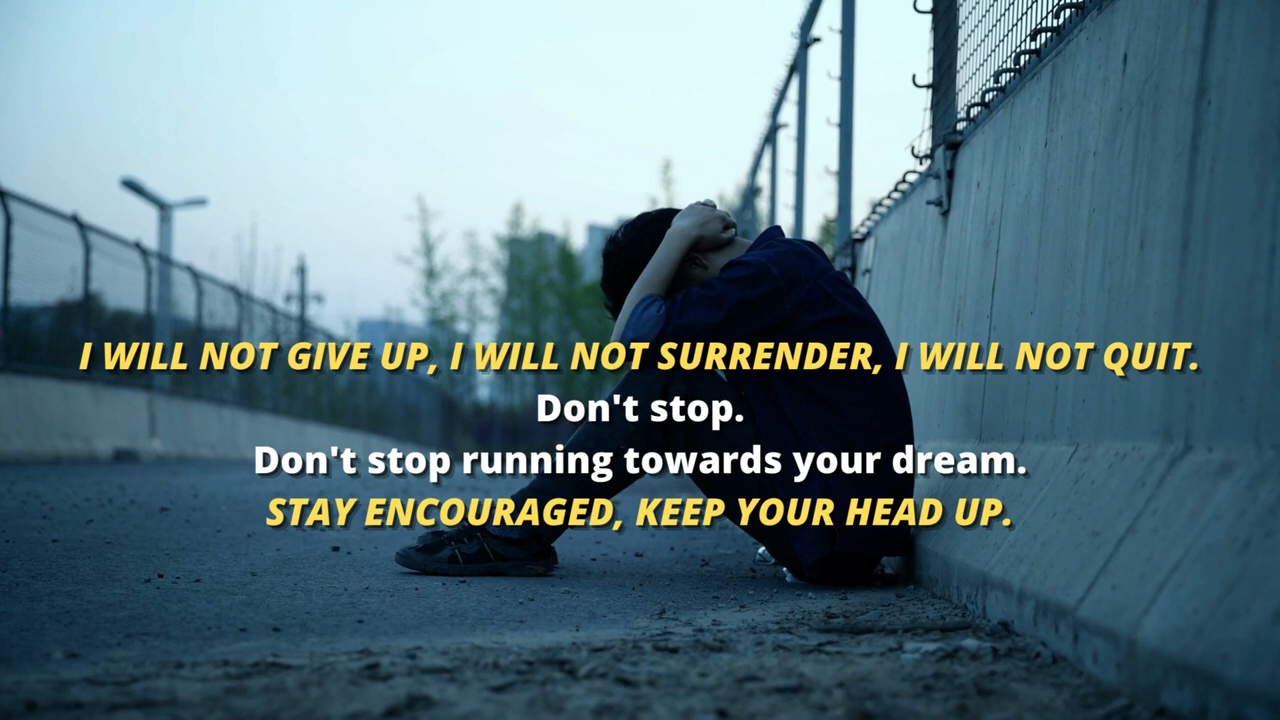 I WILL NOT GIVE UP, I WILL NOT SURRENDER, I WILL NOT QUIT.
Don't stop.
Don't stop running towards your dream.
STAY ENCOURAGED, KEEP YOUR HEAD UP.